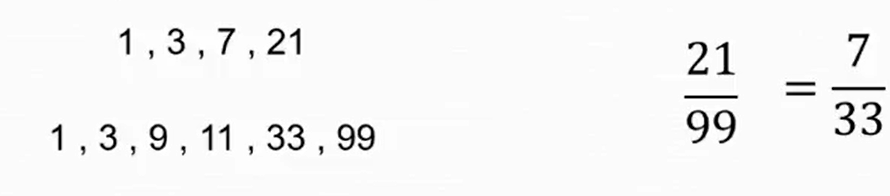 1 , 3 , 7 , 21
1 , 3 , 9 , 11 , 33 , 99
21/99 = 7/33